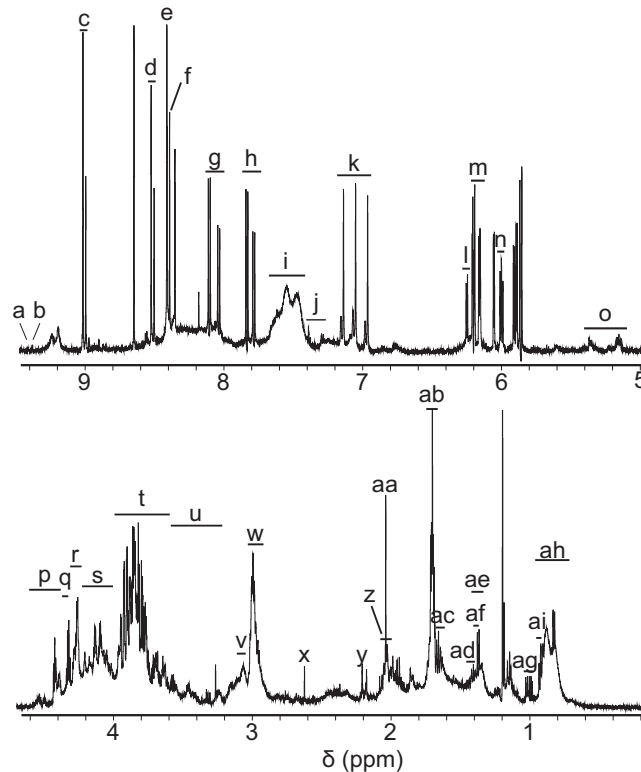 c
e
d
f
g
h
k
m
i
l
n
a
b
j
o
9
8
7
6
5
ab
t
aa
u
r
w
z
ae
ah
p
q
s
ac
af
ai
v
x
y
ad
ag
4
3
2
1
δ (ppm)